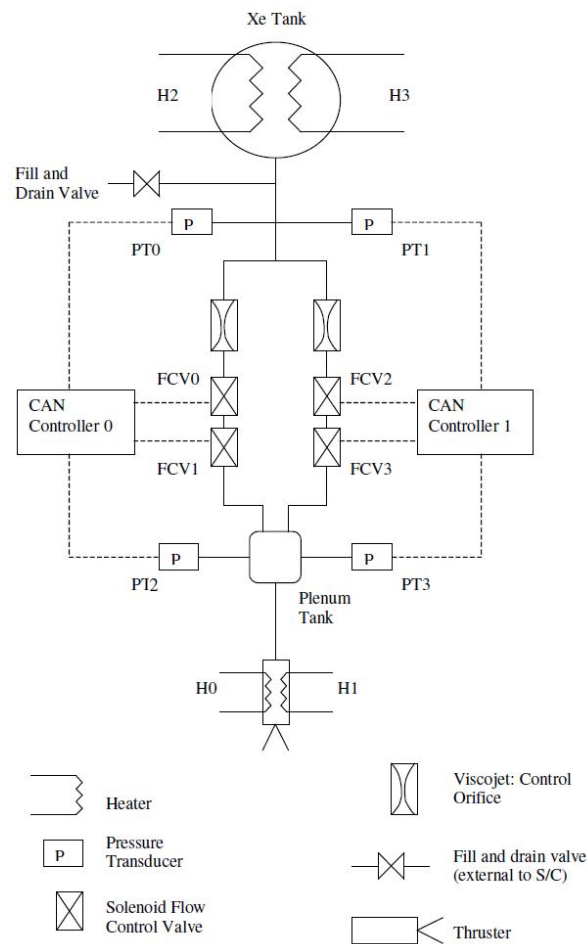 Xe Tank
H2
H3
Fill and
Drain Valve
P
P
PT0
PT1
FCV0
FCV2
CAN
Controller 0
CAN
Controller 1
FCV1
FCV3
P
P
PT2
PT3
Plenum
Tank
H0
H1
Heater
Viscojet: Control
Orifice
P
Pressure
Transducer
Fill and drain valve
(external to S/C)
Solenoid Flow
Control Valve
Thruster